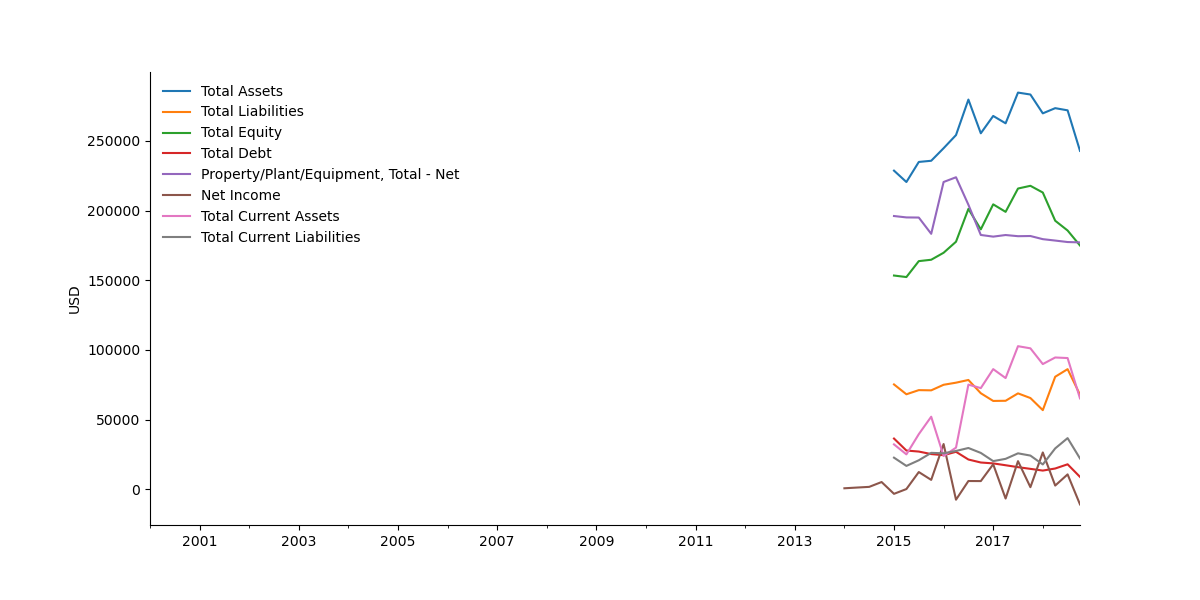 Total Assets
Total Liabilities
Total Equity
Total Debt
Property/Plant/Equipment, Total - Net
Net Income
Total Current Assets
Total Current Liabilities
USD
250000
200000
150000
100000
50000
0
2001 2003 2005 2007 2009 2011 2013 2015 2017